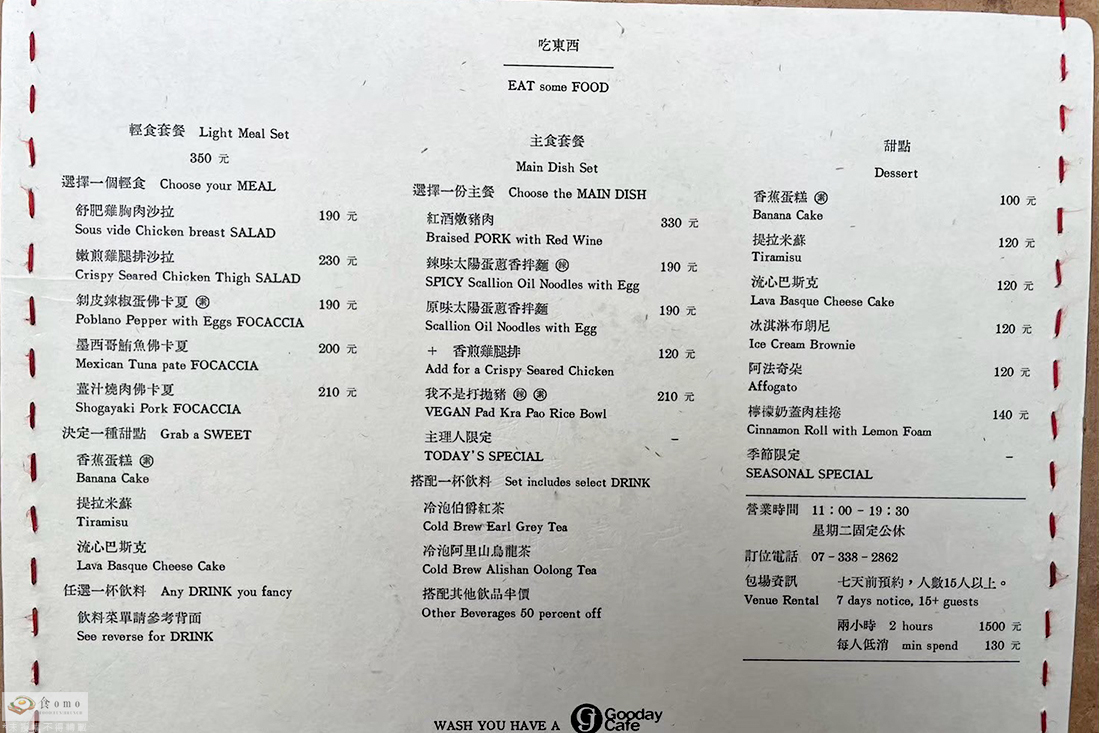 吃東西
EAT some FOOD
輕食套餐 Light Meal Set
350 元
選擇一個輕食 Choose your MEAL
舒肥雞胸肉沙拉 190 元
Sous vide Chicken breast SALAD
嫩煎雞腿排沙拉 230 元
Crispy Seared Chicken Thigh SALAD
剝皮辣椒蛋佛卡夏 素 190 元
Poblano Pepper with Eggs FOCACCIA
墨西哥鮪魚佛卡夏 200 元
Mexican Tuna pate FOCACCIA
薑汁燒肉佛卡夏 210 元
Shogayaki Pork FOCACCIA
決定一種甜點 Grab a SWEET
香蕉蛋糕 素
Banana Cake
提拉米蘇
Tiramisu
流心巴斯克
Lava Basque Cheese Cake
任選一杯飲料 Any DRINK you fancy
飲料菜單請參考背面
See reverse for DRINK
主食套餐
Main Dish Set
選擇一份主餐 Choose the MAIN DISH
紅酒燉豬肉 330 元
Braised PORK with Red Wine
辣味太陽蛋蔥香拌麵 辣 190 元
SPICY Scallion Oil Noodles with Egg
原味太陽蛋蔥香拌麵 190 元
Scallion Oil Noodles with Egg
+ 香煎雞腿排 120 元
Add for a Crispy Seared Chicken
我不是打拋豬 辣 素 210 元
VEGAN Pad Kra Pao Rice Bowl
主理人限定 –
TODAY'S SPECIAL
搭配一杯飲料 Set includes select DRINK
冷泡伯爵紅茶
Cold Brew Earl Grey Tea
冷泡阿里山烏龍茶
Cold Brew Alishan Oolong Tea
搭配其他飲品半價
Other Beverages 50 percent off
甜點
Dessert
香蕉蛋糕 素 100 元
Banana Cake
提拉米蘇 120 元
Tiramisu
流心巴斯克 120 元
Lava Basque Cheese Cake
冰淇淋布朗尼 120 元
Ice Cream Brownie
阿法奇朵 120 元
Affogato
檸檬奶蓋肉桂捲 140 元
Cinnamon Roll with Lemon Foam
季節限定 –
SEASONAL SPECIAL
營業時間 11：00 – 19：30
星期二固定公休
訂位電話 07-338-2862
包場資訊 七天前預約，人數15人以上。
Venue Rental 7 days notice, 15+ guests
兩小時 2 hours 1500 元
每人低消 min spend 130 元
WASH YOU HAVE A Gooday Cafe
食omo